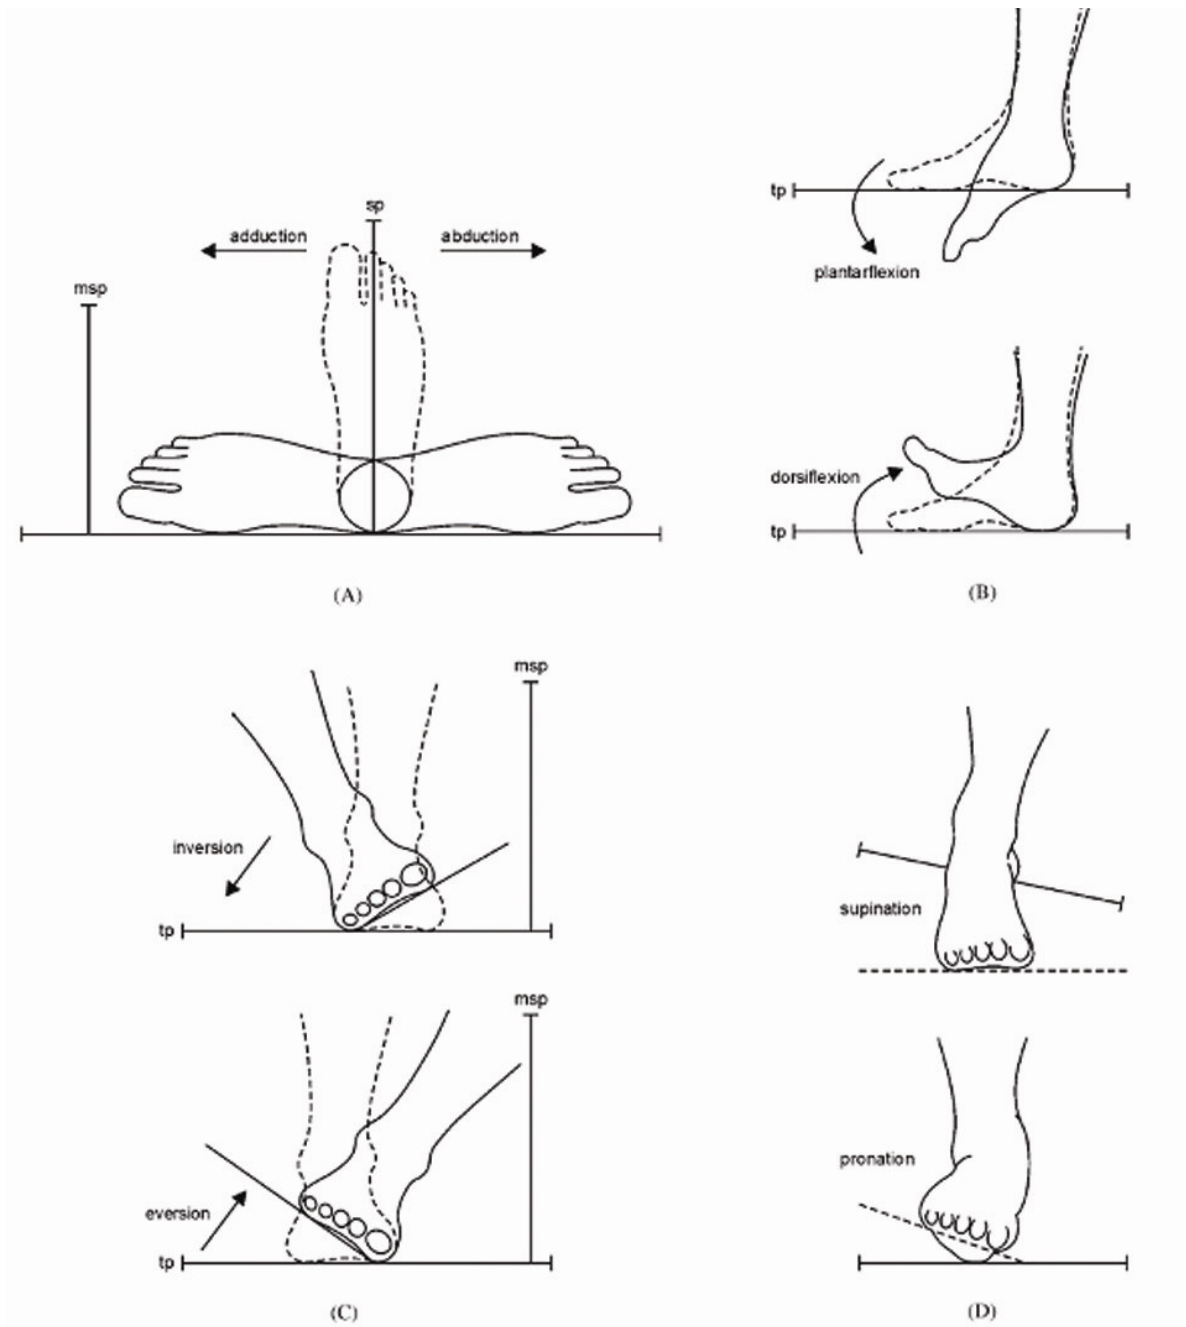 sp
adduction
abduction
msp
(A)
tp
plantarflexion
dorsiflexion
tp
(B)
msp
inversion
tp
msp
eversion
tp
(C)
supination
pronation
(D)